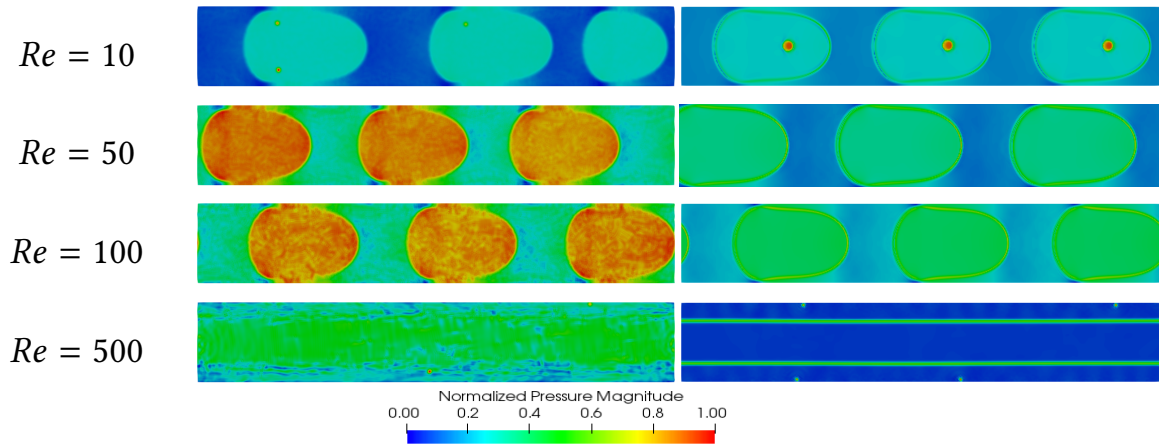 Re = 10
Re = 50
Re = 100
Re = 500
Normalized Pressure Magnitude
0.00 0.2 0.4 0.6 0.8 1.00